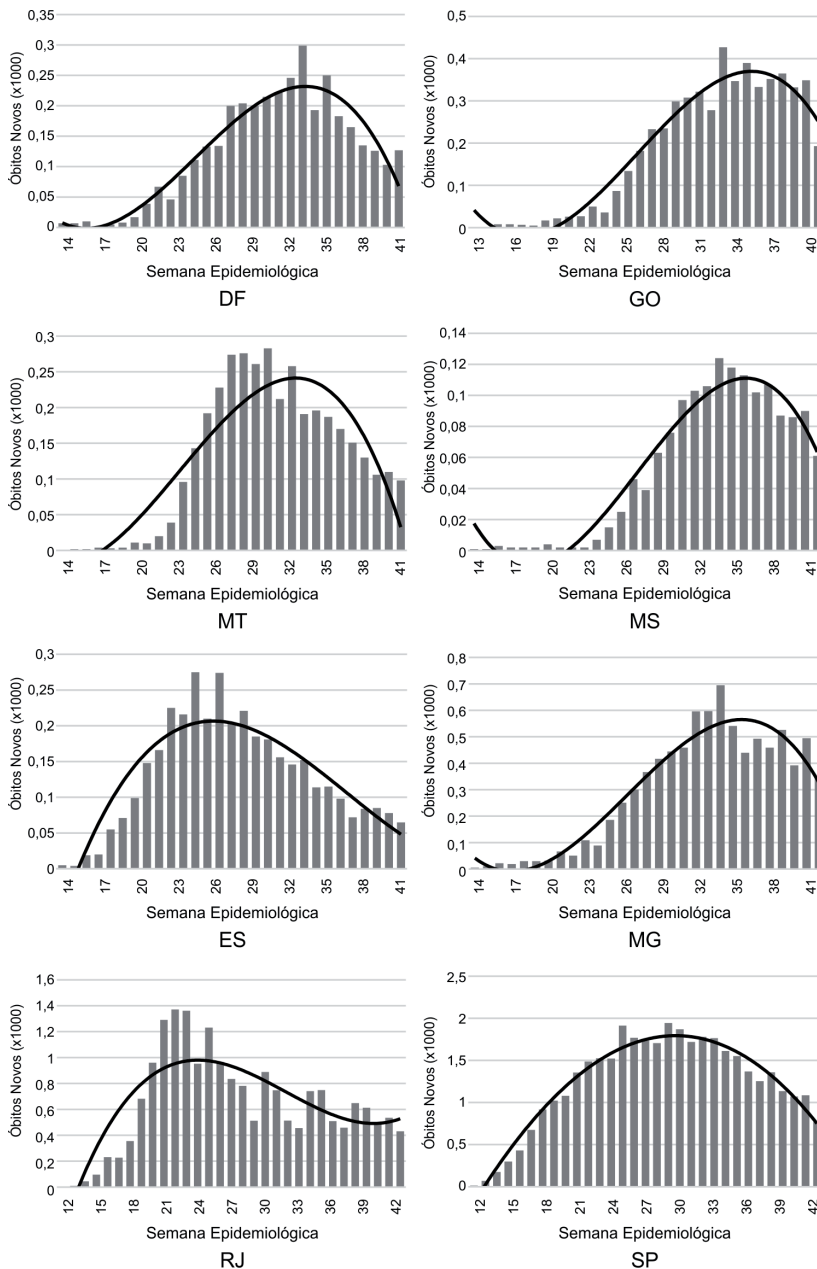 Óbitos Novos (x1000)
0,35
0,3
0,25
0,2
0,15
0,1
0,05
0
14 17 20 23 26 29 32 35 38 41
Semana Epidemiológica
DF
Óbitos Novos (x1000)
0,5
0,4
0,3
0,2
0,1
0
13 16 19 22 25 28 31 34 37 40
Semana Epidemiológica
GO
Óbitos Novos (x1000)
0,3
0,25
0,2
0,15
0,1
0,05
0
14 17 20 23 26 29 32 35 38 41
Semana Epidemiológica
MT
Óbitos Novos (x1000)
0,14
0,12
0,1
0,08
0,06
0,04
0,02
0
14 17 20 23 26 29 32 35 38 41
Semana Epidemiológica
MS
Óbitos Novos (x1000)
0,3
0,25
0,2
0,15
0,1
0,05
0
14 17 20 23 26 29 32 35 38 41
Semana Epidemiológica
ES
Óbitos Novos (x1000)
0,8
0,7
0,6
0,5
0,4
0,3
0,2
0,1
0
14 17 20 23 26 29 32 35 38 41
Semana Epidemiológica
MG
Óbitos Novos (x1000)
1,6
1,4
1,2
1
0,8
0,6
0,4
0,2
0
12 15 18 21 24 27 30 33 36 39 42
Semana Epidemiológica
RJ
Óbitos Novos (x1000)
2,5
2
1,5
1
0,5
0
12 15 18 21 24 27 30 33 36 39 42
Semana Epidemiológica
SP